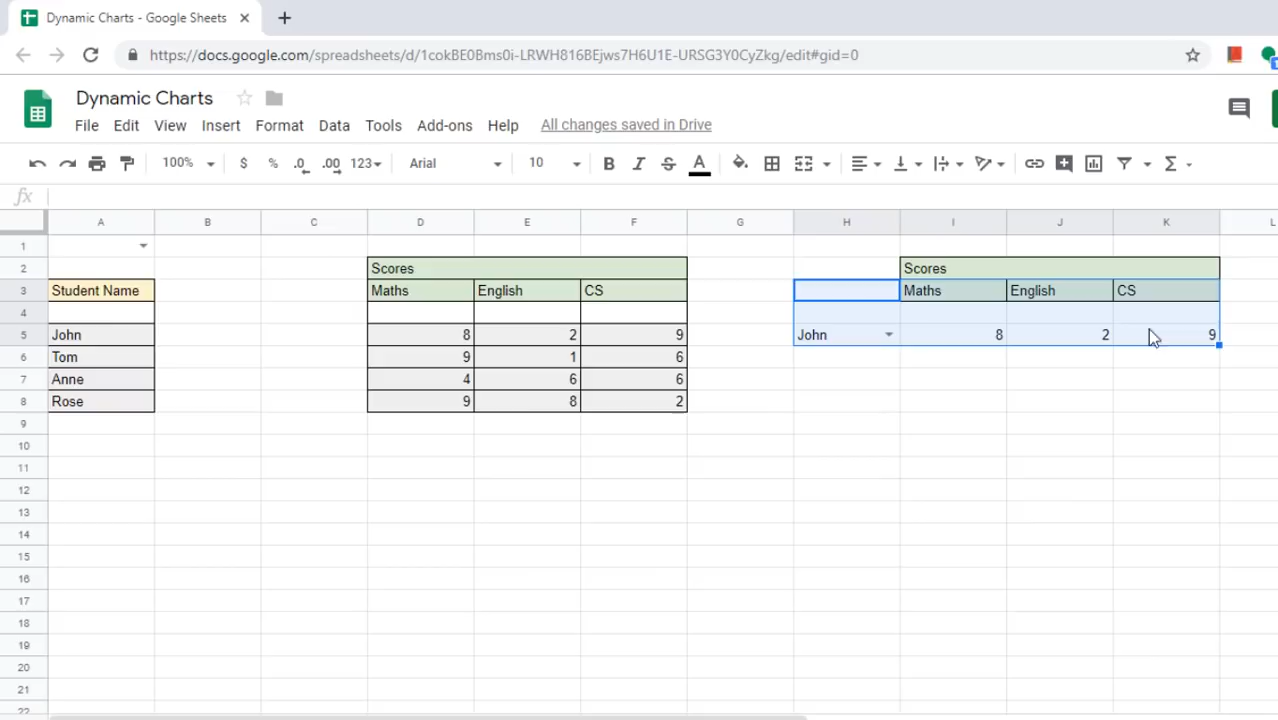 Dynamic Charts - Google Sheets
https://docs.google.com/spreadsheets/d/1cokBE0Bms0i-LRWH816BEjws7H6U1E-URSG3Y0CyZkg/edit#gid=0
Dynamic Charts
File Edit View Insert Format Data Tools Add-ons Help All changes saved in Drive
100% $ % .0 .00 123 Arial 10 B I S A Σ
fx
A B C D E F G H I J K L
1
2 Scores Scores
3 Student Name Maths English CS Maths English CS
4
5 John 8 2 9 John 8 2 9
6 Tom 9 1 6
7 Anne 4 6 6
8 Rose 9 8 2
9
10
11
12
13
14
15
16
17
18
19
20
21
22